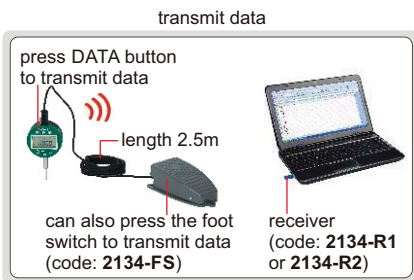 transmit data
press DATA button
to transmit data
length 2.5m
can also press the foot
switch to transmit data
(code: 2134-FS)
receiver
(code: 2134-R1
or 2134-R2)